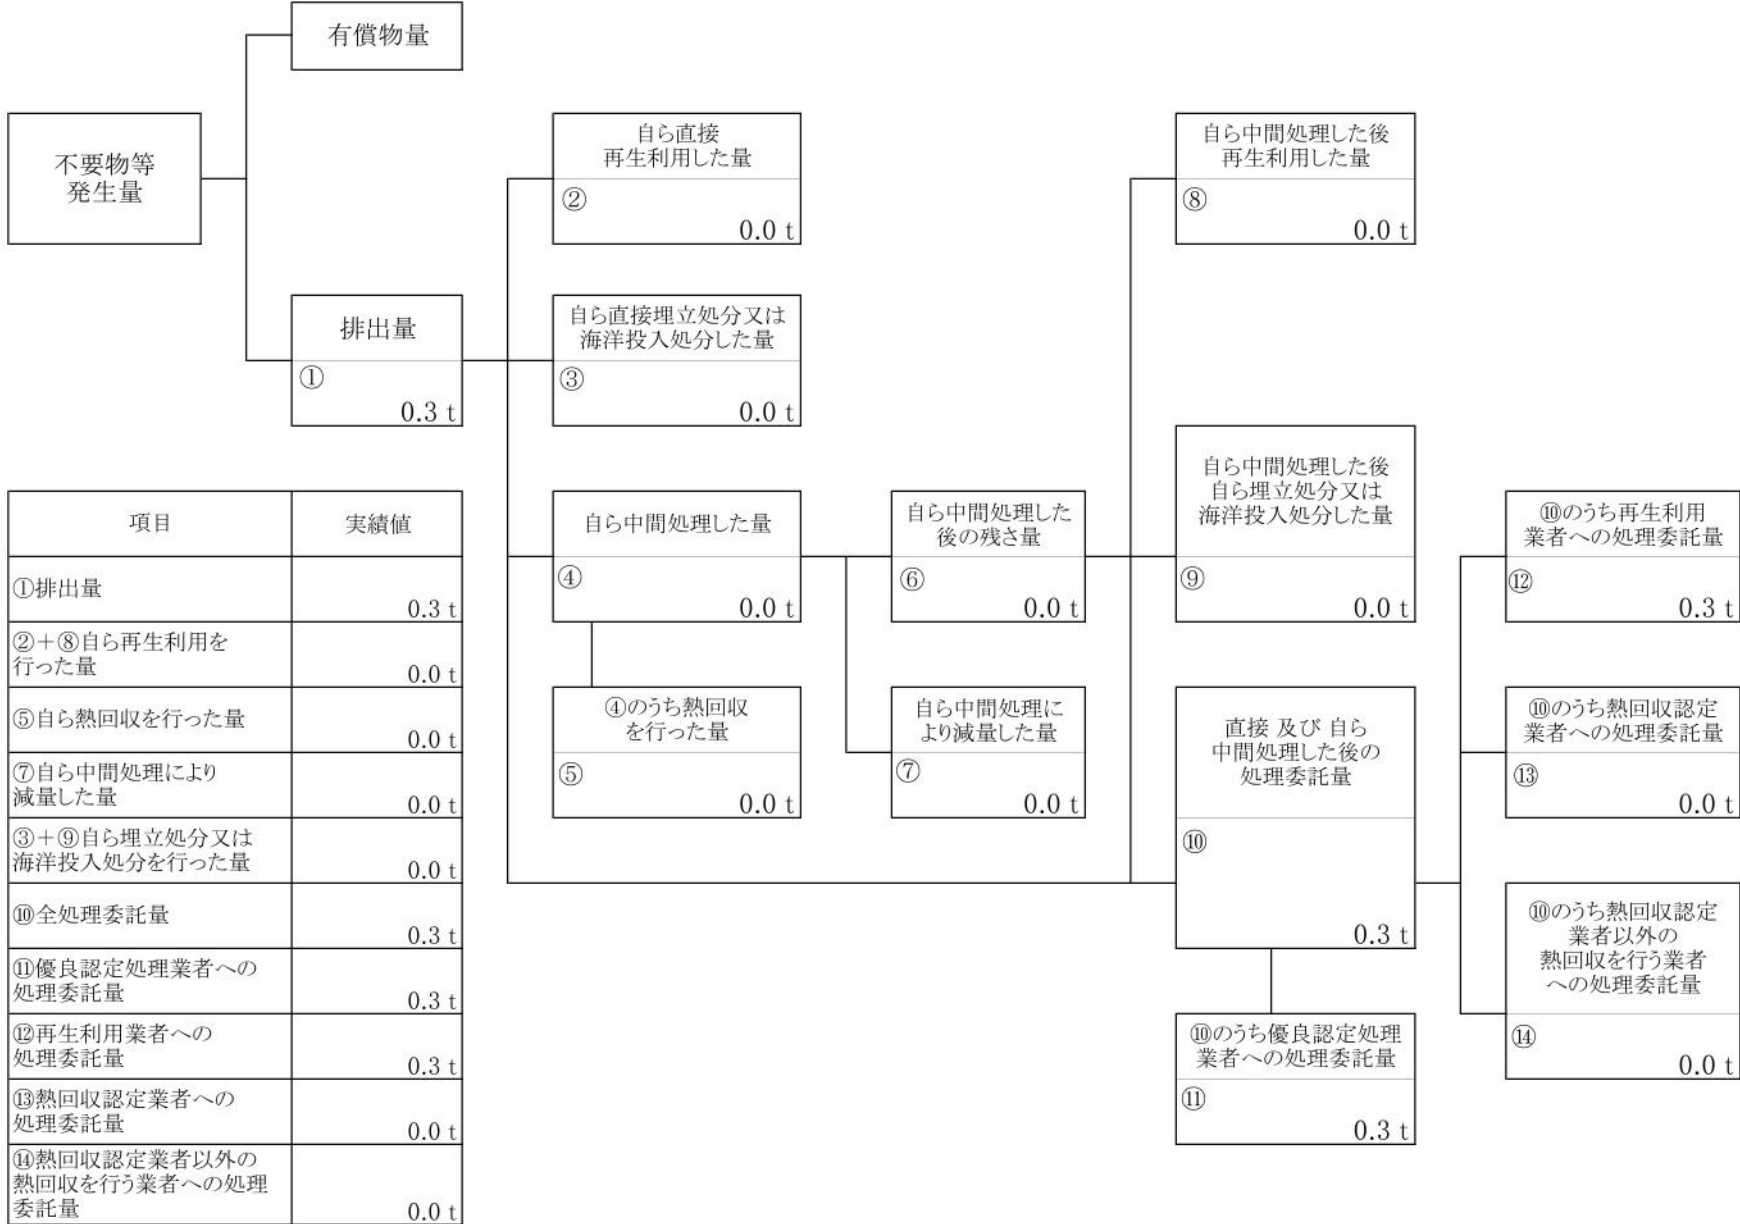 有償物量
不要物等
発生量
排出量
①
0.3 t
自ら直接
再生利用した量
②
0.0 t
自ら直接埋立処分又は
海洋投入処分した量
③
0.0 t
自ら中間処理した量
④
0.0 t
④のうち熱回収
を行った量
⑤
0.0 t
自ら中間処理した
後の残さ量
⑥
0.0 t
自ら中間処理に
より減量した量
⑦
0.0 t
自ら中間処理した後
再生利用した量
⑧
0.0 t
自ら中間処理した後
自ら埋立処分又は
海洋投入処分した量
⑨
0.0 t
直接 及び 自ら
中間処理した後の
処理委託量
⑩
0.3 t
⑩のうち優良認定処理
業者への処理委託量
⑪
0.3 t
⑩のうち再生利用
業者への処理委託量
⑫
0.3 t
⑩のうち熱回収認定
業者への処理委託量
⑬
0.0 t
⑩のうち熱回収認定
業者以外の
熱回収を行う業者
への処理委託量
⑭
0.0 t
項目 実績値
①排出量
0.3 t
②＋⑧自ら再生利用を
行った量
0.0 t
⑤自ら熱回収を行った量
0.0 t
⑦自ら中間処理により
減量した量
0.0 t
③＋⑨自ら埋立処分又は
海洋投入処分を行った量
0.0 t
⑩全処理委託量
0.3 t
⑪優良認定処理業者への
処理委託量
0.3 t
⑫再生利用業者への
処理委託量
0.3 t
⑬熱回収認定業者への
処理委託量
0.0 t
⑭熱回収認定業者以外の
熱回収を行う業者への処理
委託量
0.0 t